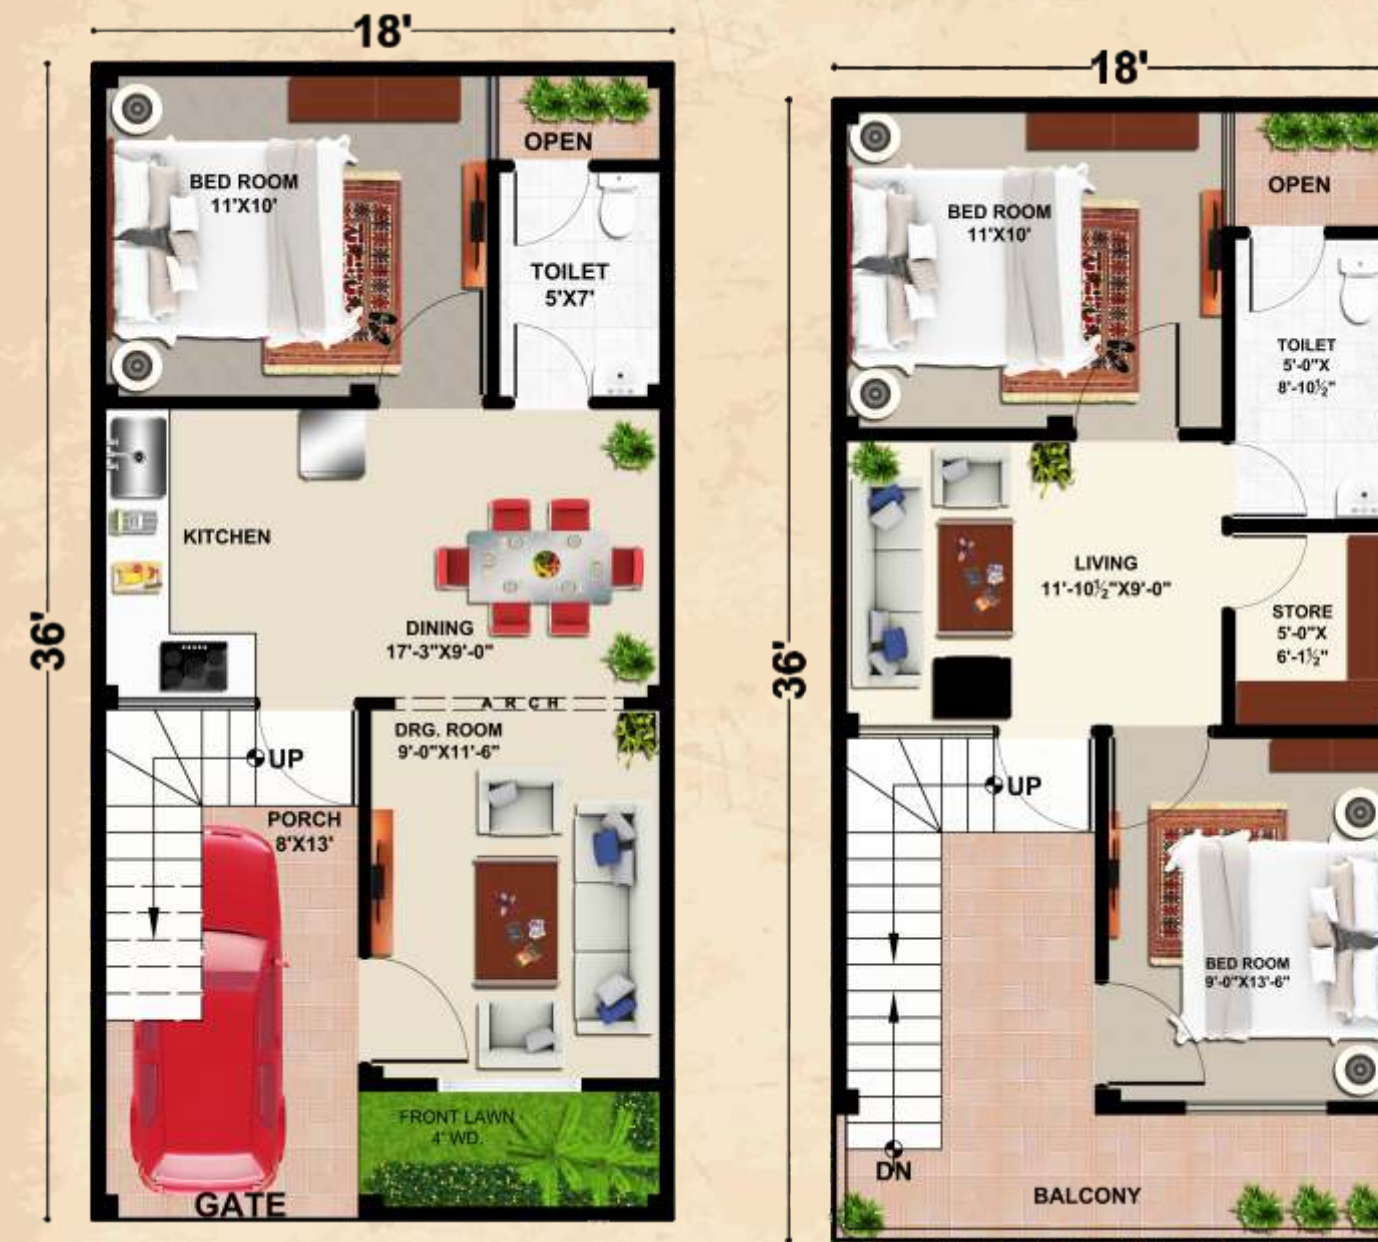 18'
36'
OPEN
BED ROOM
11'X10'
TOILET
5'X7'
KITCHEN
DINING
17'-3"X9'-0"
ARCH
DRG. ROOM
9'-0"X11'-6"
UP
PORCH
8'X13'
FRONT LAWN
4' WD.
GATE
18'
36'
OPEN
BED ROOM
11'X10'
TOILET
5'-0"X
8'-10½"
LIVING
11'-10½"X9'-0"
STORE
5'-0"X
6'-1½"
UP
BED ROOM
9'-0"X13'-6"
DN
BALCONY